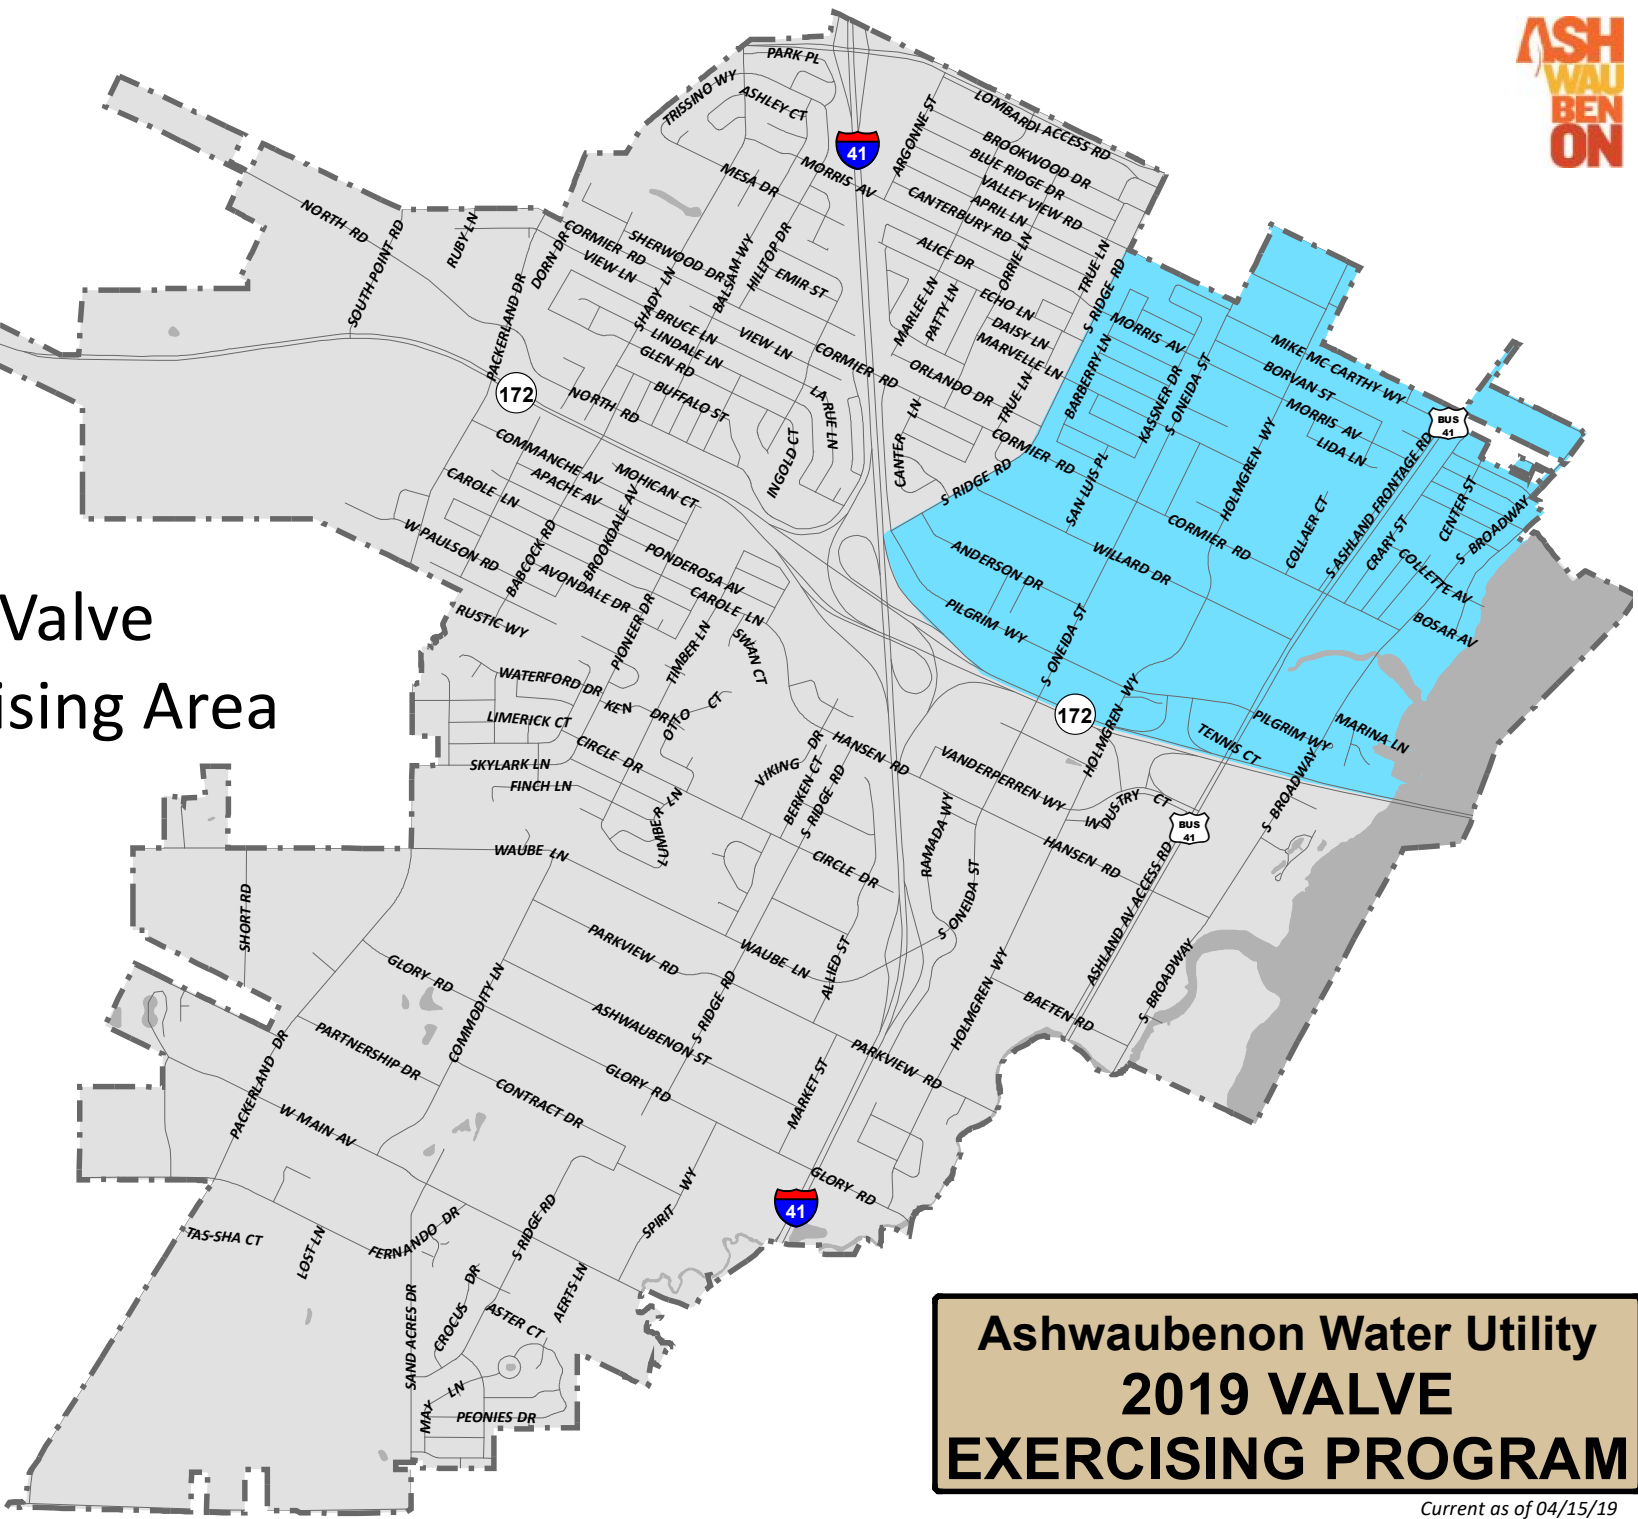 ASH
WAU
BEN
ON
PARK PL
TRISSINO WY
ASHLEY CT
41
ARGONNE ST
LOMBARDI ACCESS RD
BROOKWOOD DR
BLUE RIDGE DR
VALLEY VIEW RD
APRIL LN
CANTERBURY RD
MESA DR
MORRIS AV
NORTH RD
SOUTH POINT RD
RUBY LN
DORN DR
PACKERLAND DR
CORMIER RD
VIEW LN
SHERWOOD DR
SHADY LN
BALSAM WY
HILLTOP DR
EMIR ST
ALICE DR
ORRIE LN
TRUE LN
S RIDGE RD
MARLEE LN
PATTY LN
ECHO LN
DAISY LN
MARVELLE LN
BRUCE LN
LINDALE LN
GLEN RD
BUFFALO ST
VIEW LN
CORMIER RD
LA RUE LN
INGOLD CT
ORLANDO DR
TRUE LN
CANTER LN
BARBERRY LN
MORRIS AV
KASSNER DR
S ONEIDA ST
MIKE MC CARTHY WY
BORVAN ST
MORRIS AV
LIDA LN
BUS
41
172
NORTH RD
COMMANCHE AV
APACHE AV
MOHICAN CT
CAROLE LN
W PAULSON RD
BABCOCK RD
BROOKDALE AV
PONDEROSA AV
AVONDALE DR
CAROLE LN
RUSTIC WY
PIONEER DR
TIMBER LN
SWAN CT
CORMIER RD
S RIDGE RD
SAN LUIS PL
HOLMGREN WY
COLLAER CT
S ASHLAND FRONTAGE RD
CRARY ST
CENTER ST
S BROADWAY
COLLETTE AV
BOSAR AV
CORMIER RD
WILLARD DR
ANDERSON DR
PILGRIM WY
S ONEIDA ST
Valve
ising Area
WATERFORD DR
KEN DR
OTTO CT
LIMERICK CT
CIRCLE DR
SKYLARK LN
FINCH LN
LUMBER LN
WAUBE LN
VIKING DR
BERKEN CT
S RIDGE RD
HANSEN RD
CIRCLE DR
172
HOLMGREN WY
VANDERPERREN WY
INDUSTRY CT
TENNIS CT
PILGRIM WY
MARINA LN
S BROADWAY
BUS
41
HANSEN RD
RAMADA WY
S ONEIDA ST
ASHLAND AV ACCESS RD
SHORT RD
GLORY RD
PARKVIEW RD
WAUBE LN
ALLIED ST
HOLMGREN WY
BAETEN RD
S BROADWAY
COMMODITY LN
S RIDGE RD
ASHWAUBENON ST
PARTNERSHIP DR
PACKERLAND DR
GLORY RD
CONTRACT DR
MARKET ST
PARKVIEW RD
W MAIN AV
GLORY RD
41
SPIRIT WY
TAS-SHA CT
LOST LN
FERNANDO DR
S RIDGE RD
SAND ACRES DR
CROCUS DR
ASTER CT
AERTS LN
MAY LN
PEONIES DR
Ashwaubenon Water Utility
2019 VALVE
EXERCISING PROGRAM
Current as of 04/15/19